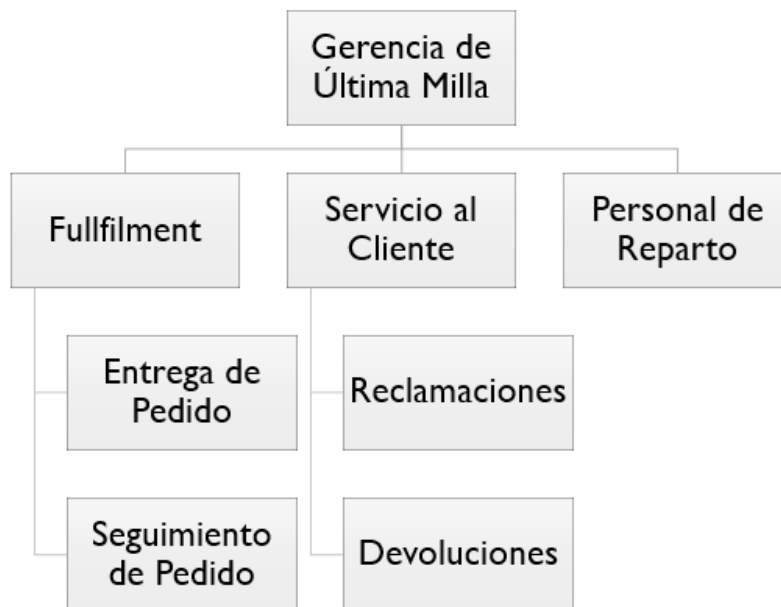 Gerencia de
Última Milla
Fullfilment
Servicio al
Cliente
Personal de
Reparto
Entrega de
Pedido
Reclamaciones
Seguimiento
de Pedido
Devoluciones